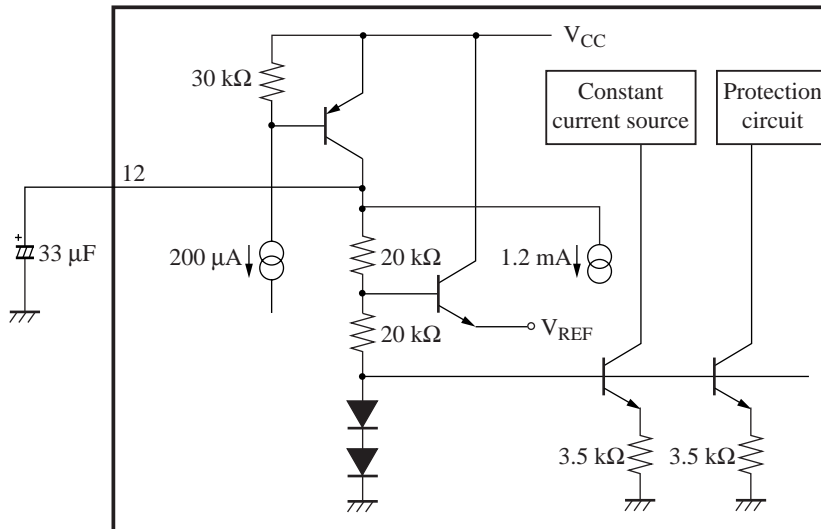 V_CC
30 kΩ
Constant
current source
Protection
circuit
12
+
33 μF
200 μA
20 kΩ
1.2 mA
20 kΩ
V_REF
3.5 kΩ
3.5 kΩ